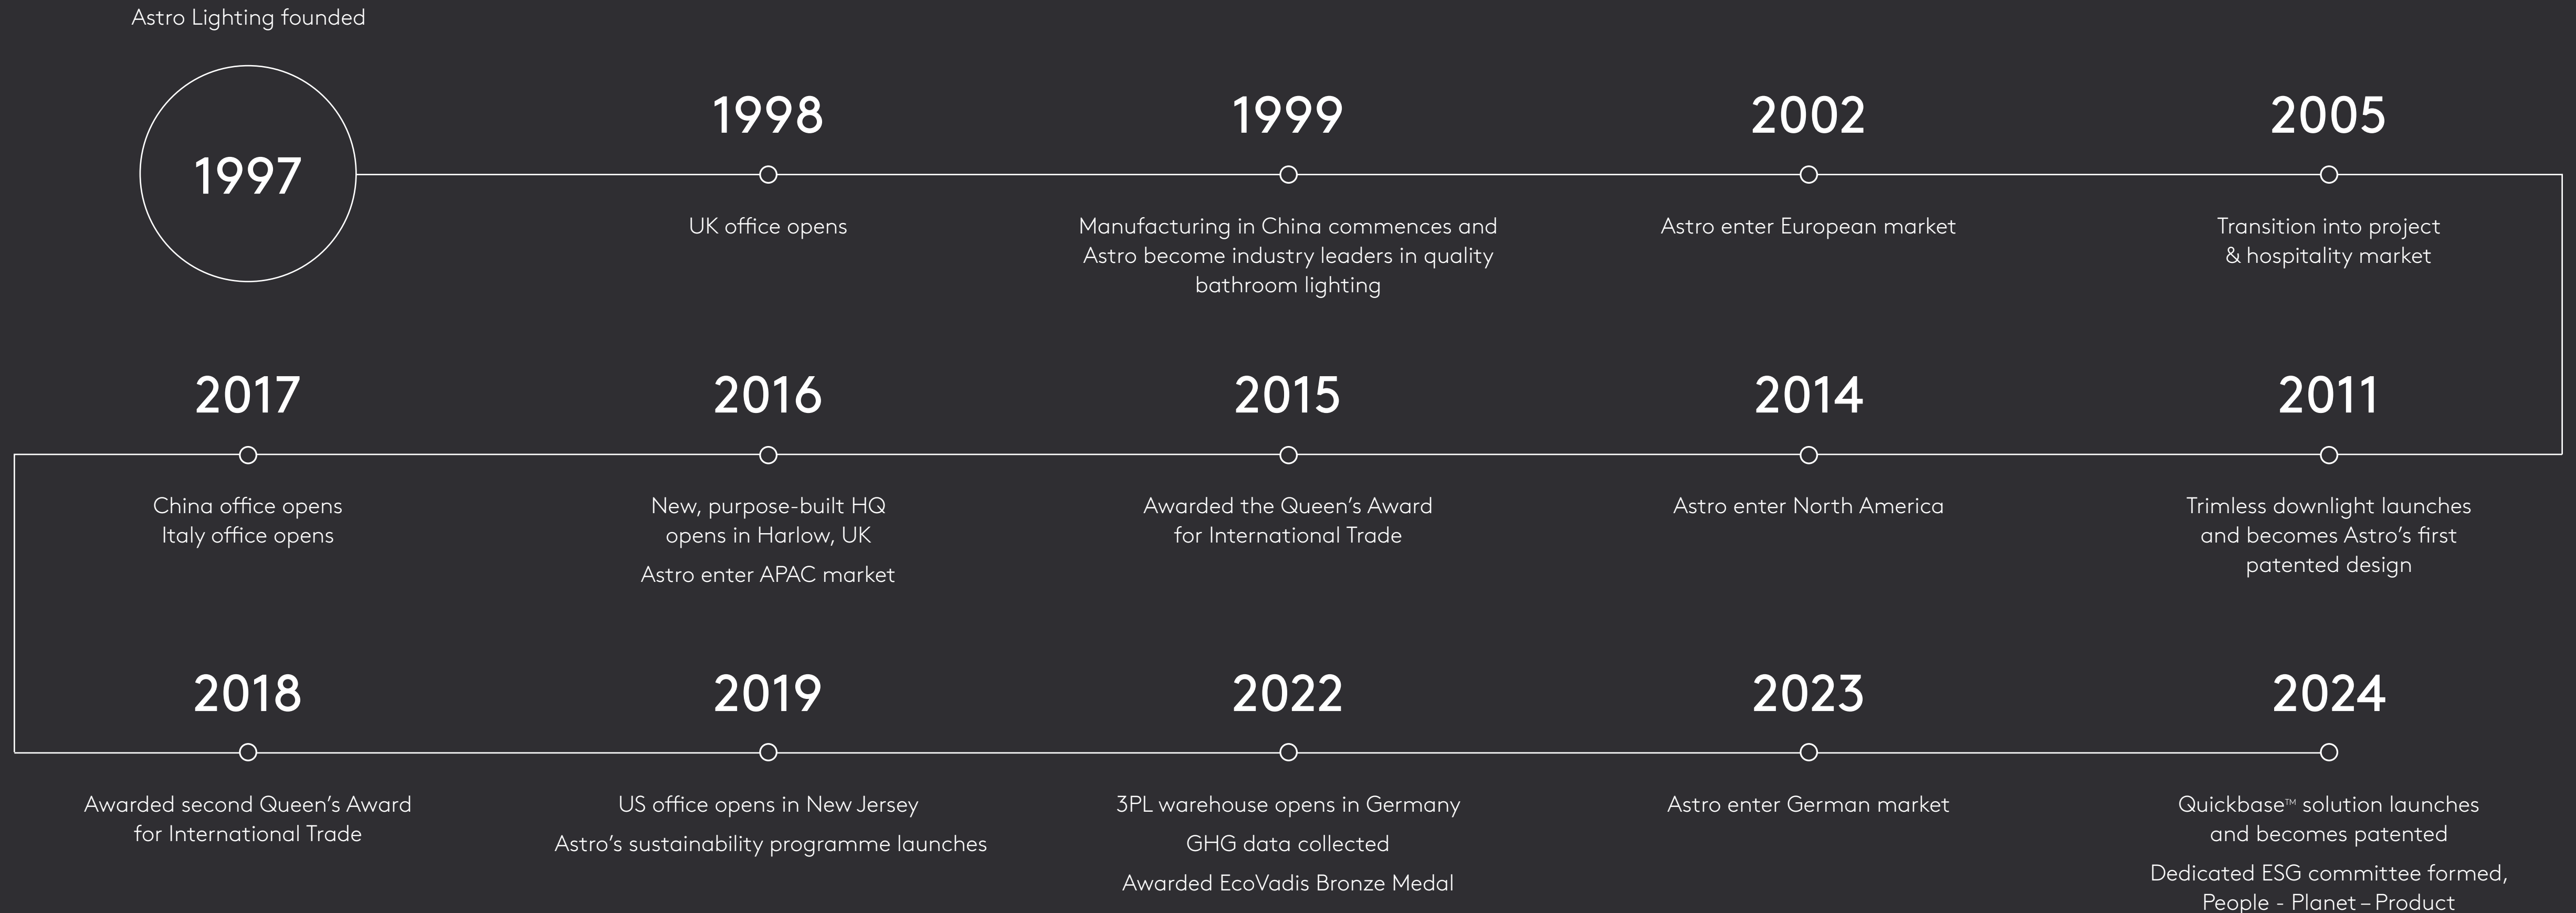 Astro Lighting founded
1997
1998
UK office opens
1999
Manufacturing in China commences and
Astro become industry leaders in quality
bathroom lighting
2002
Astro enter European market
2005
Transition into project
& hospitality market
2011
Trimless downlight launches
and becomes Astro’s first
patented design
2014
Astro enter North America
2015
Awarded the Queen’s Award
for International Trade
2016
New, purpose-built HQ
opens in Harlow, UK
Astro enter APAC market
2017
China office opens
Italy office opens
2018
Awarded second Queen’s Award
for International Trade
2019
US office opens in New Jersey
Astro’s sustainability programme launches
2022
3PL warehouse opens in Germany
GHG data collected
Awarded EcoVadis Bronze Medal
2023
Astro enter German market
2024
Quickbase™ solution launches
and becomes patented
Dedicated ESG committee formed,
People - Planet – Product